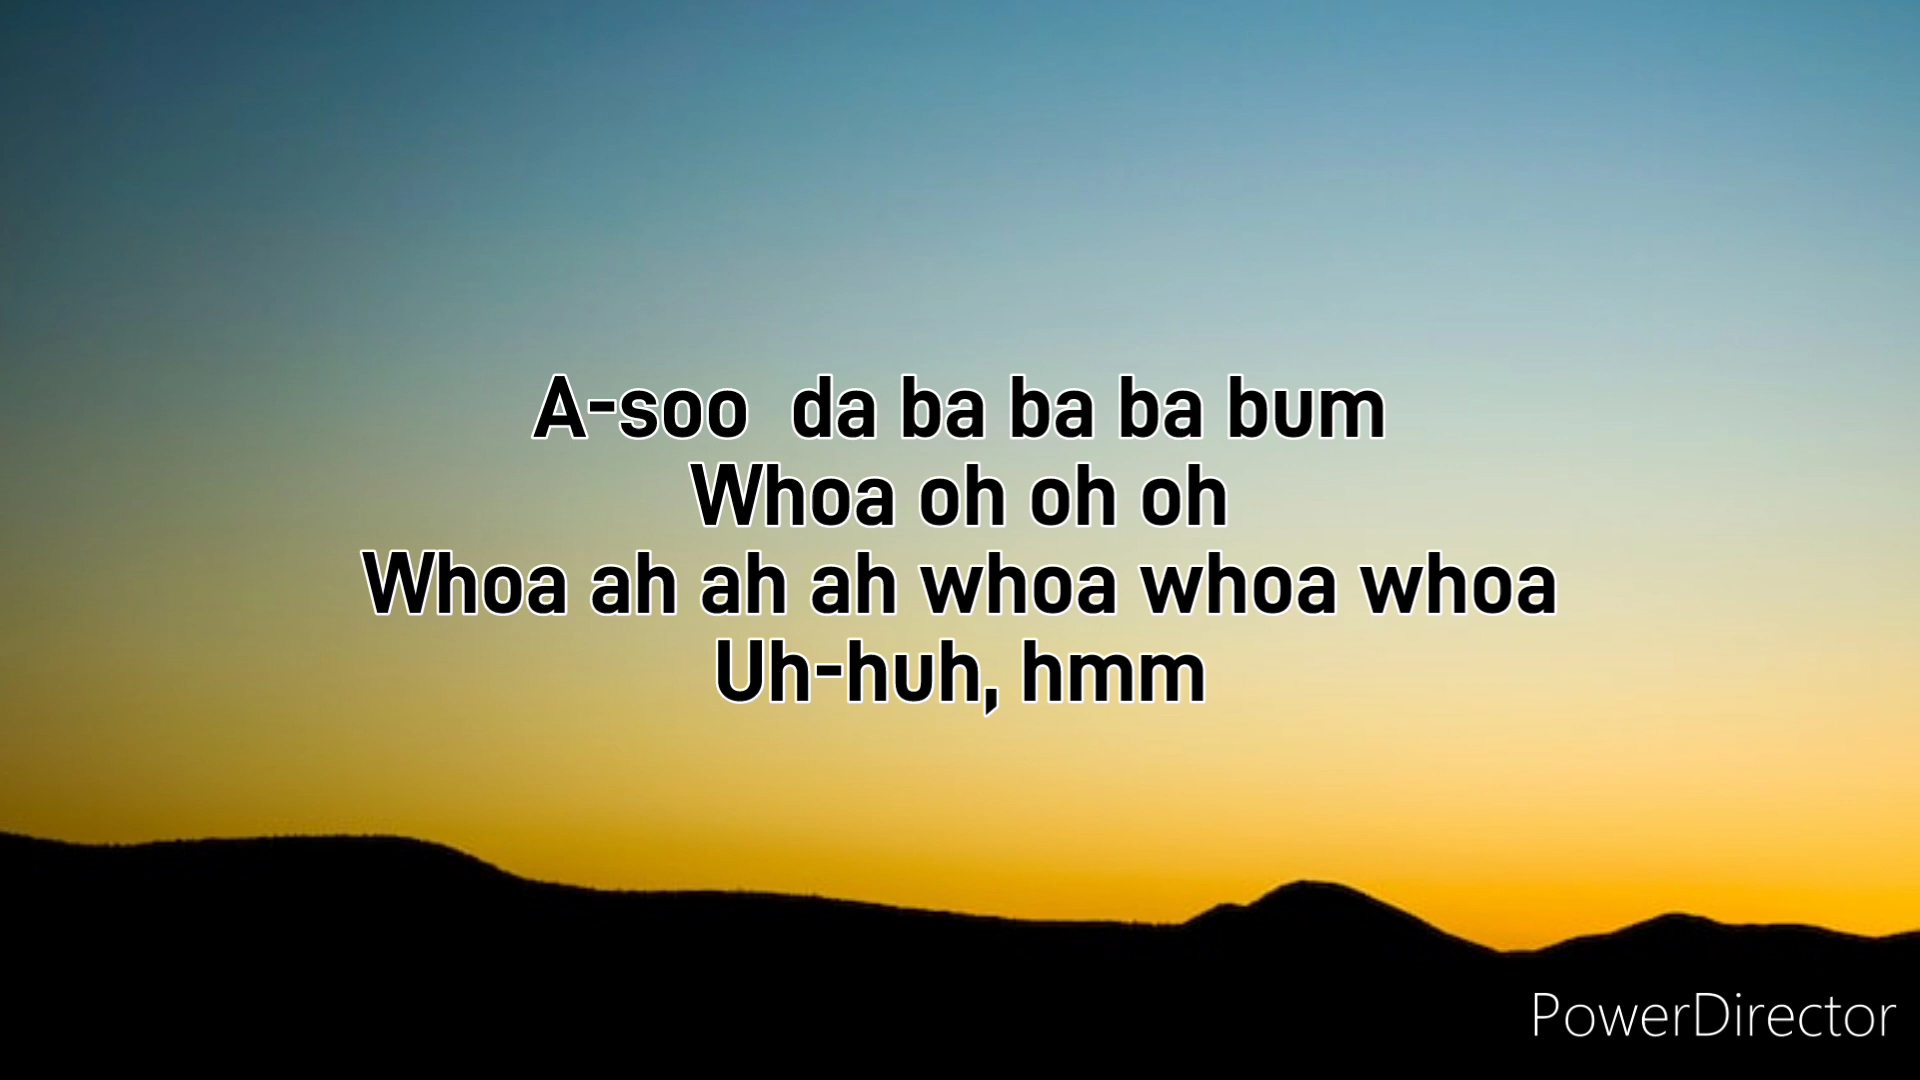 A-soo  da ba ba ba bum
Whoa oh oh oh
Whoa ah ah ah whoa whoa whoa
Uh-huh, hmm
PowerDirector